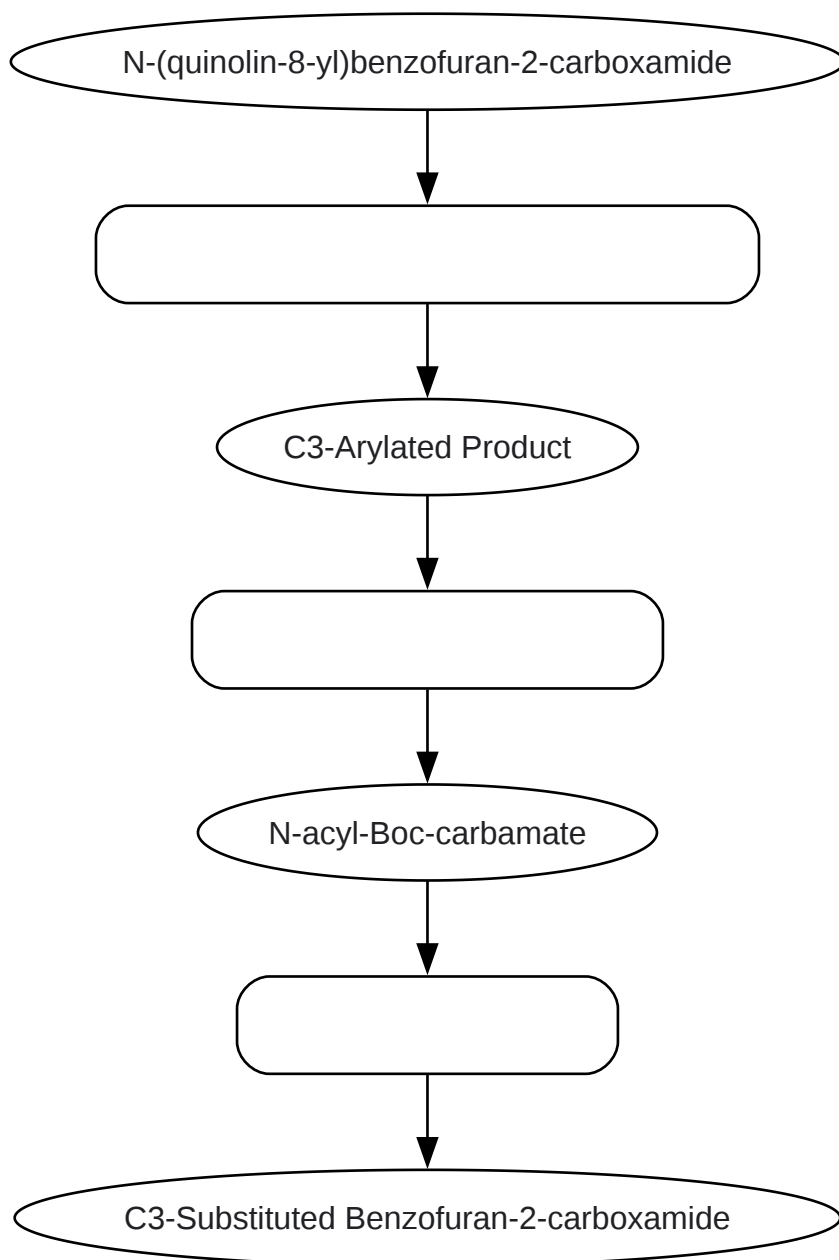 N-(quinolin-8-yl)benzofuran-2-carboxamide
C3-Arylated Product
N-acyl-Boc-carbamate
C3-Substituted Benzofuran-2-carboxamide